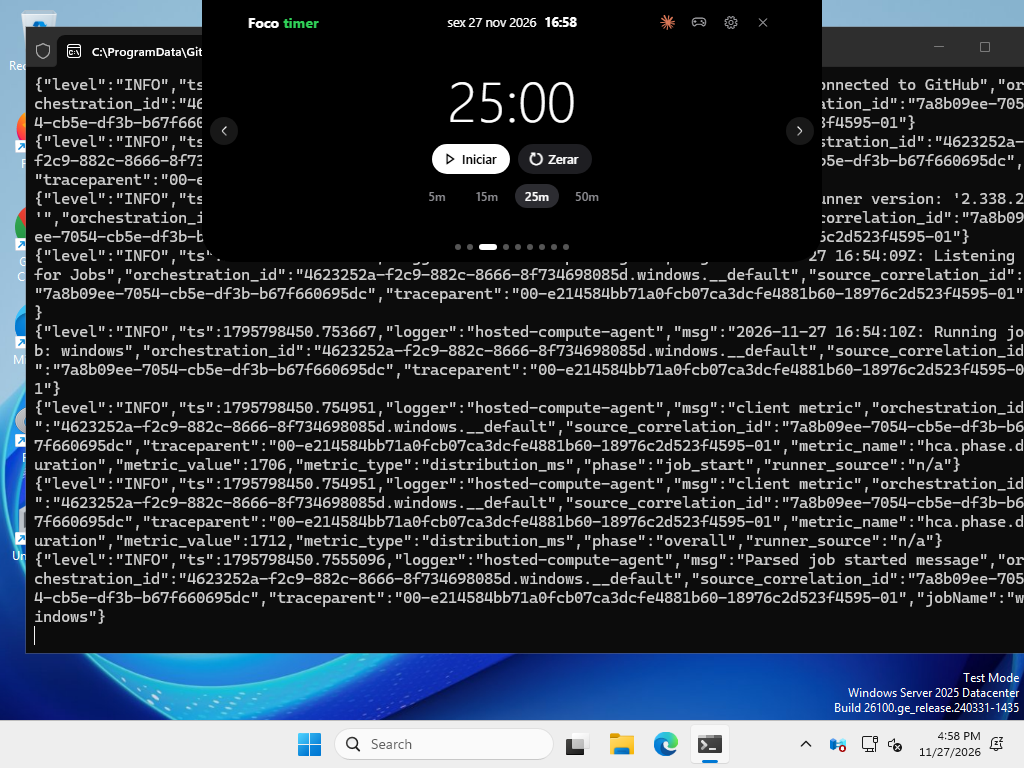 Foco timer
sex 27 nov 2026 16:58
C:\ProgramData\Git
25:00
Iniciar Zerar
5m 15m 25m 50m
{"level":"INFO","ts onnected to GitHub","or
chestration_id":"46 elation_id":"7a8b09ee-705
4-cb5e-df3b-b67f660 4595-01"}
{"level":"INFO","ts stration_id":"4623252a-
f2c9-882c-8666-8f73 5e-df3b-b67f660695dc",
"traceparent":"00-e
{"level":"INFO","ts unner version: '2.338.2
'","orchestration_i correlation_id":"7a8b09
ee-7054-cb5e-df3b-b f4595-01"}
{"level":"INFO","ts 27 16:54:09Z: Listening
for Jobs","orchestration_id":"4623252a-f2c9-882c-8666-8f734698085d.windows.__default","source_correlation_id":
"7a8b09ee-7054-cb5e-df3b-b67f660695dc","traceparent":"00-e214584bb71a0fcb07ca3dcfe4881b60-18976c2d523f4595-01"
}
{"level":"INFO","ts":1795798450.753667,"logger":"hosted-compute-agent","msg":"2026-11-27 16:54:10Z: Running jo
b: windows","orchestration_id":"4623252a-f2c9-882c-8666-8f734698085d.windows.__default","source_correlation_id
":"7a8b09ee-7054-cb5e-df3b-b67f660695dc","traceparent":"00-e214584bb71a0fcb07ca3dcfe4881b60-18976c2d523f4595-0
1"}
{"level":"INFO","ts":1795798450.754951,"logger":"hosted-compute-agent","msg":"client metric","orchestration_id
":"4623252a-f2c9-882c-8666-8f734698085d.windows.__default","source_correlation_id":"7a8b09ee-7054-cb5e-df3b-b6
7f660695dc","traceparent":"00-e214584bb71a0fcb07ca3dcfe4881b60-18976c2d523f4595-01","metric_name":"hca.phase.d
uration","metric_value":1706,"metric_type":"distribution_ms","phase":"job_start","runner_source":"n/a"}
{"level":"INFO","ts":1795798450.754951,"logger":"hosted-compute-agent","msg":"client metric","orchestration_id
":"4623252a-f2c9-882c-8666-8f734698085d.windows.__default","source_correlation_id":"7a8b09ee-7054-cb5e-df3b-b6
7f660695dc","traceparent":"00-e214584bb71a0fcb07ca3dcfe4881b60-18976c2d523f4595-01","metric_name":"hca.phase.d
uration","metric_value":1712,"metric_type":"distribution_ms","phase":"overall","runner_source":"n/a"}
{"level":"INFO","ts":1795798450.7555096,"logger":"hosted-compute-agent","msg":"Parsed job started message","or
chestration_id":"4623252a-f2c9-882c-8666-8f734698085d.windows.__default","source_correlation_id":"7a8b09ee-705
4-cb5e-df3b-b67f660695dc","traceparent":"00-e214584bb71a0fcb07ca3dcfe4881b60-18976c2d523f4595-01","jobName":"w
indows"}
Test Mode
Windows Server 2025 Datacenter
Build 26100.ge_release.240331-1435
Search
4:58 PM
11/27/2026